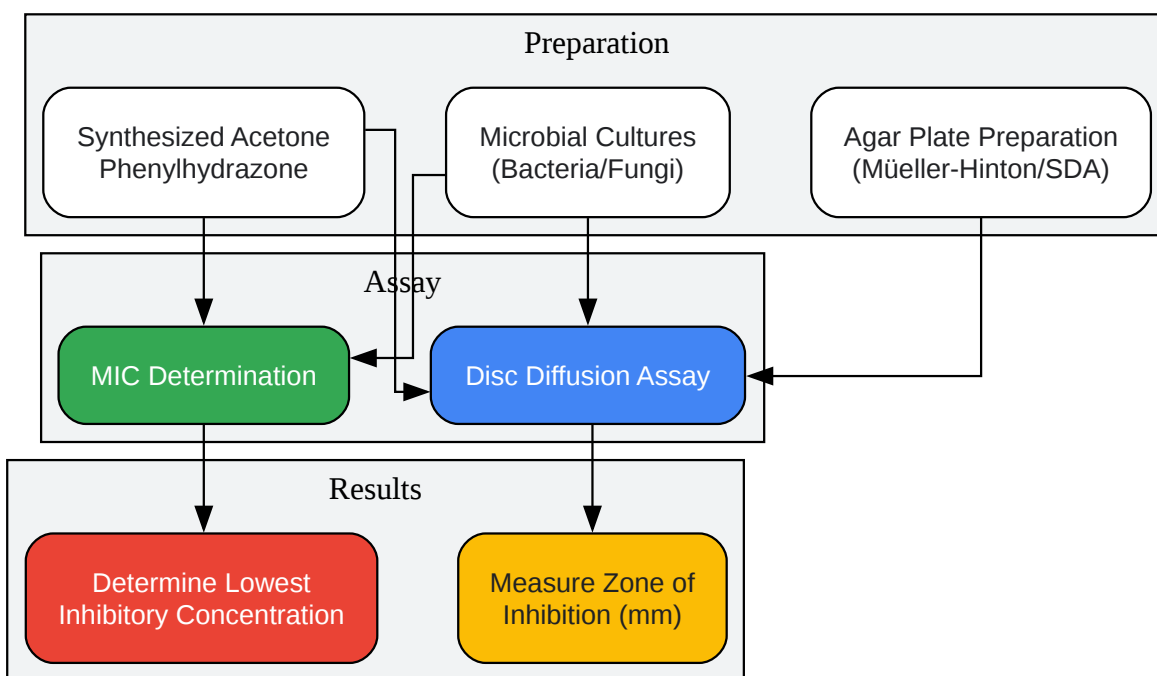 Preparation
Synthesized Acetone
Phenylhydrazone
Microbial Cultures
(Bacteria/Fungi)
Agar Plate Preparation
(Müeller-Hinton/SDA)
Assay
MIC Determination
Disc Diffusion Assay
Results
Determine Lowest
Inhibitory Concentration
Measure Zone of
Inhibition (mm)